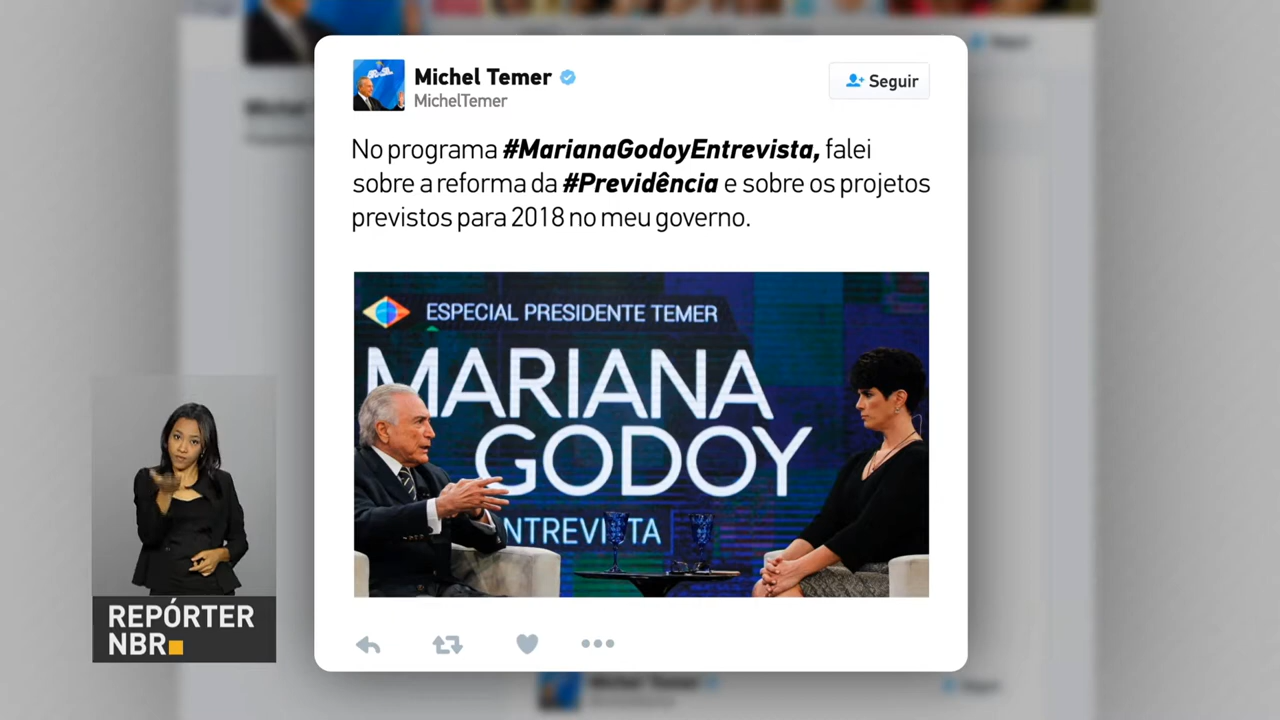 Michel Temer
MichelTemer
Seguir
No programa #MarianaGodoyEntrevista, falei
sobre a reforma da #Previdência e sobre os projetos
previstos para 2018 no meu governo.
ESPECIAL PRESIDENTE TEMER
MARIANA
GODOY
NTREVISTA
REPÓRTER
NBR